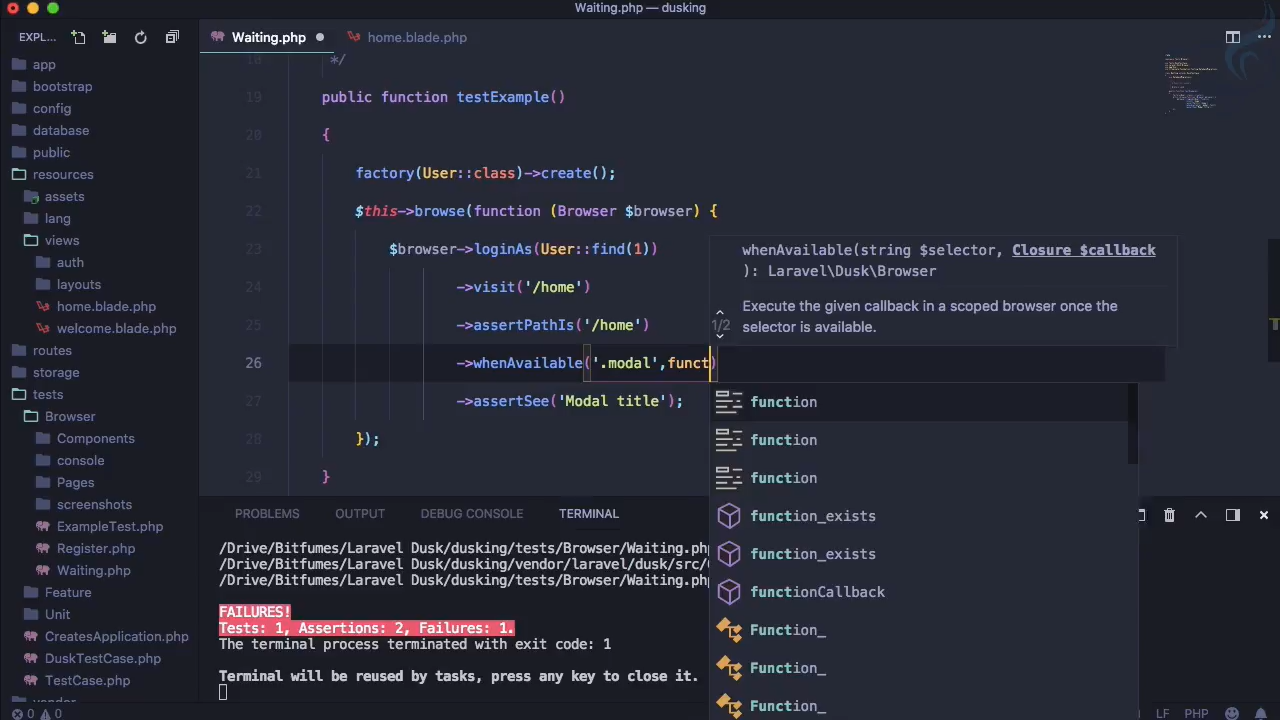 Waiting.php — dusking
EXPL...
Waiting.php
home.blade.php
app
bootstrap
config
database
public
resources
assets
lang
views
auth
layouts
home.blade.php
welcome.blade.php
routes
storage
tests
Browser
Components
console
Pages
screenshots
ExampleTest.php
Register.php
Waiting.php
Feature
Unit
CreatesApplication.php
DuskTestCase.php
TestCase.php
vendor
18 */
19 public function testExample()
20 {
21 factory(User::class)->create();
22 $this->browse(function (Browser $browser) {
23 $browser->loginAs(User::find(1))
24 ->visit('/home')
25 ->assertPathIs('/home')
26 ->whenAvailable('.modal',funct)
27 ->assertSee('Modal title');
28 });
29 }
whenAvailable(string $selector, Closure $callback
): Laravel\Dusk\Browser
Execute the given callback in a scoped browser once the
1/2
selector is available.
function
function
function
function_exists
function_exists
functionCallback
Function_
Function_
Function_
PROBLEMS OUTPUT DEBUG CONSOLE TERMINAL
/Drive/Bitfumes/Laravel Dusk/dusking/tests/Browser/Waiting.php
/Drive/Bitfumes/Laravel Dusk/dusking/vendor/laravel/dusk/src/
/Drive/Bitfumes/Laravel Dusk/dusking/tests/Browser/Waiting.php
FAILURES!
Tests: 1, Assertions: 2, Failures: 1.
The terminal process terminated with exit code: 1
Terminal will be reused by tasks, press any key to close it.
0 0
LF PHP